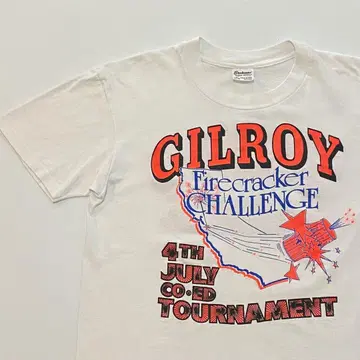 GILROY
Firecracker
CHALLENGE
4TH
JULY
CO·ED
TOURNAMENT